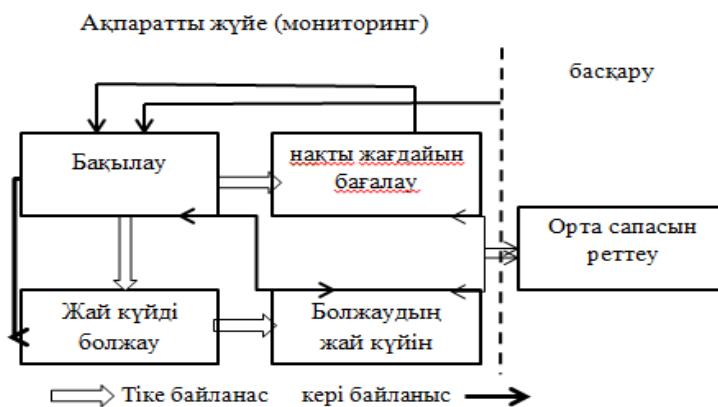 Ақпаратты жүйе (мониторинг)
басқару
Бақылау
нақты жағдайын
бағалау
Орта сапасын
реттеу
Жай күйді
болжау
Болжаудың
жай күйін
Тіке байланас
кері байланыс